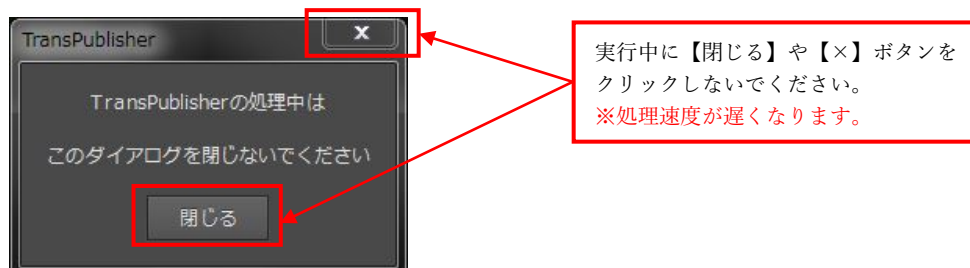 TransPublisher
x
TransPublisherの処理中は
このダイアログを閉じないでください
閉じる
実行中に【閉じる】や【×】ボタンを
クリックしないでください。
※処理速度が遅くなります。